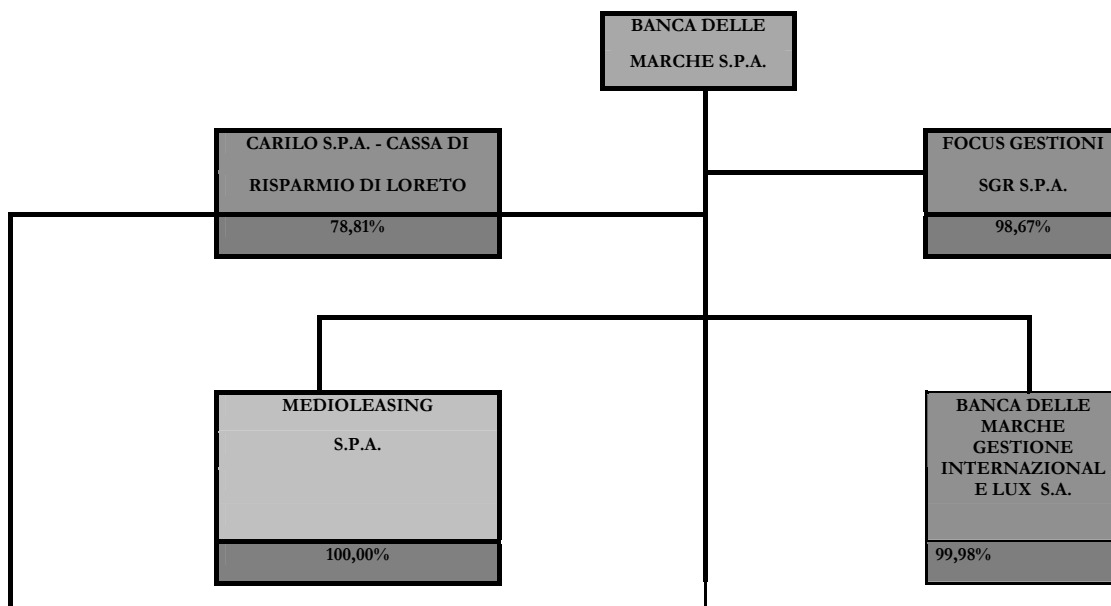 BANCA DELLE
MARCHE S.P.A.
CARILO S.P.A. - CASSA DI
RISPARMIO DI LORETO
78,81%
FOCUS GESTIONI
SGR S.P.A.
98,67%
MEDIOLEASING
S.P.A.
100,00%
BANCA DELLE
MARCHE
GESTIONE
INTERNAZIONAL
E LUX S.A.
99,98%